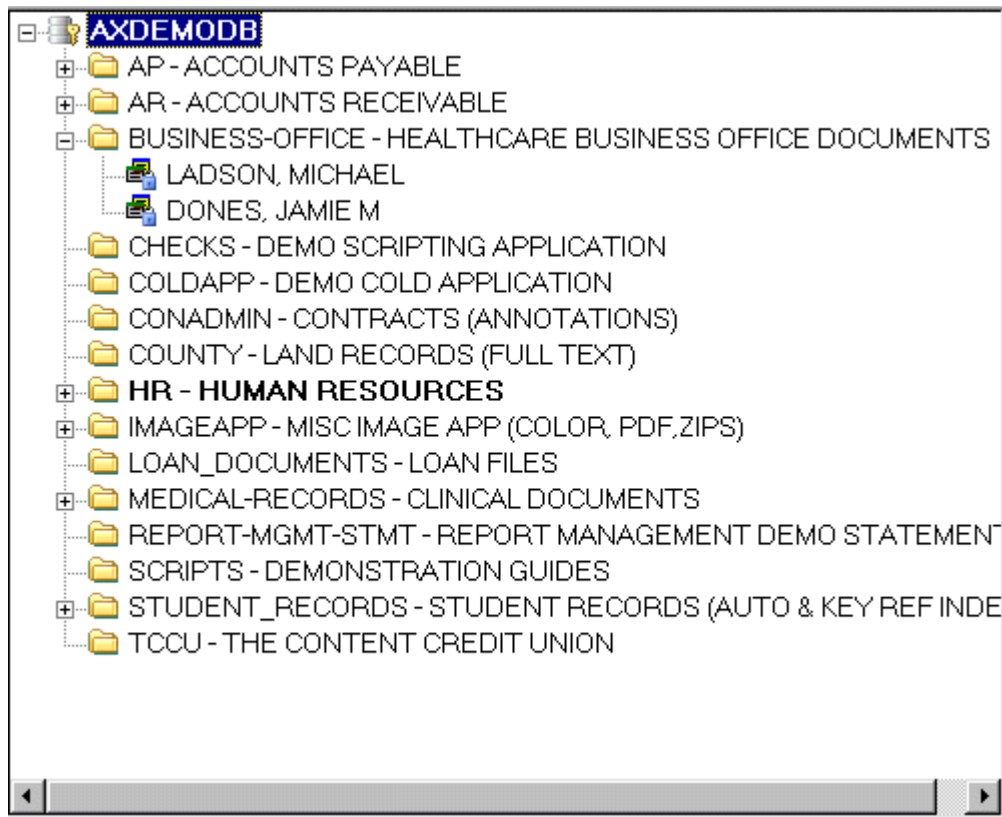 AXDEMODB
AP - ACCOUNTS PAYABLE
AR - ACCOUNTS RECEIVABLE
BUSINESS-OFFICE - HEALTHCARE BUSINESS OFFICE DOCUMENTS
LADSON, MICHAEL
DONES, JAMIE M
CHECKS - DEMO SCRIPTING APPLICATION
COLDAPP - DEMO COLD APPLICATION
CONADMIN - CONTRACTS (ANNOTATIONS)
COUNTY - LAND RECORDS (FULL TEXT)
HR - HUMAN RESOURCES
IMAGEAPP - MISC IMAGE APP (COLOR, PDF,ZIPS)
LOAN_DOCUMENTS - LOAN FILES
MEDICAL-RECORDS - CLINICAL DOCUMENTS
REPORT-MGMT-STMT - REPORT MANAGEMENT DEMO STATEMENT
SCRIPTS - DEMONSTRATION GUIDES
STUDENT_RECORDS - STUDENT RECORDS (AUTO & KEY REF INDE
TCCU - THE CONTENT CREDIT UNION